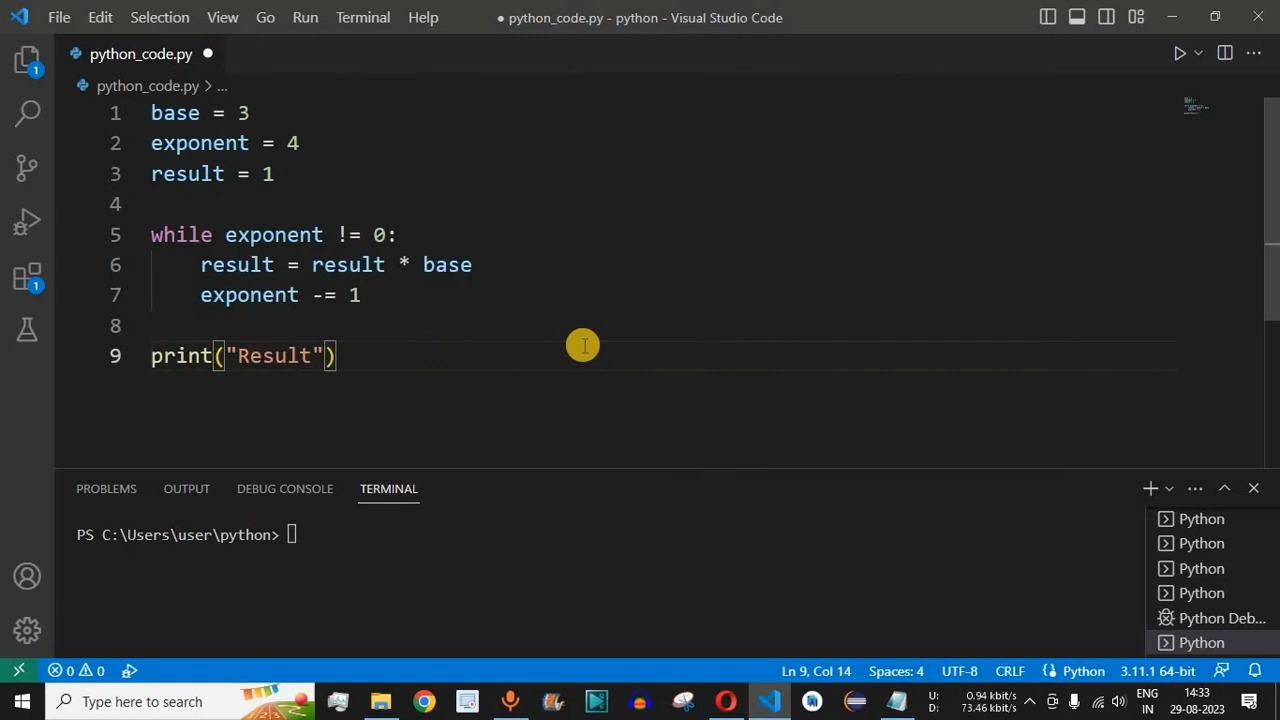 File Edit Selection View Go Run Terminal Help ● python_code.py - python - Visual Studio Code
python_code.py ●
python_code.py > ...
1 base = 3
2 exponent = 4
3 result = 1
4
5 while exponent != 0:
6     result = result * base
7     exponent -= 1
8
9 print("Result")
PROBLEMS OUTPUT DEBUG CONSOLE TERMINAL
PS C:\Users\user\python>
Python
Python
Python
Python
Python Deb...
Python
1
1
0 0 Ln 9, Col 14 Spaces: 4 UTF-8 CRLF Python 3.11.1 64-bit
Type here to search
U: 0.94 kbit/s
D: 73.46 kbit/s
ENG
IN
14:33
29-08-2023